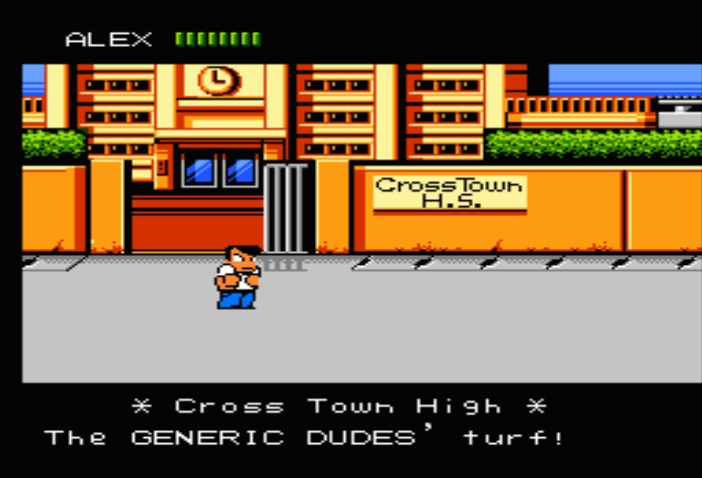 ALEX
CrossTown
H.S.
* Cross Town High *
The GENERIC DUDES' turf!